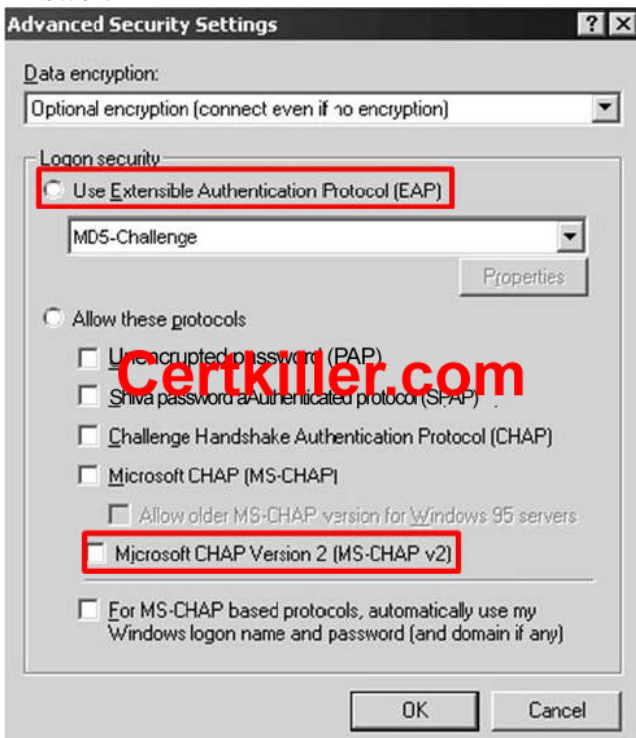 Advanced Security Settings
Data encryption:
Optional encryption (connect even if no encryption)
Logon security
Use Extensible Authentication Protocol (EAP)
MD5-Challenge
Properties
Allow these protocols
Unencrypted password (PAP)
Certkiller.com
Shiva password aAuthenticated protocol (SPAP)
Challenge Handshake Authentication Protocol (CHAP)
Microsoft CHAP (MS-CHAP)
Allow older MS-CHAP version for Windows 95 servers
Microsoft CHAP Version 2 (MS-CHAP v2)
For MS-CHAP based protocols, automatically use my
Windows logon name and password (and domain if any)
OK
Cancel